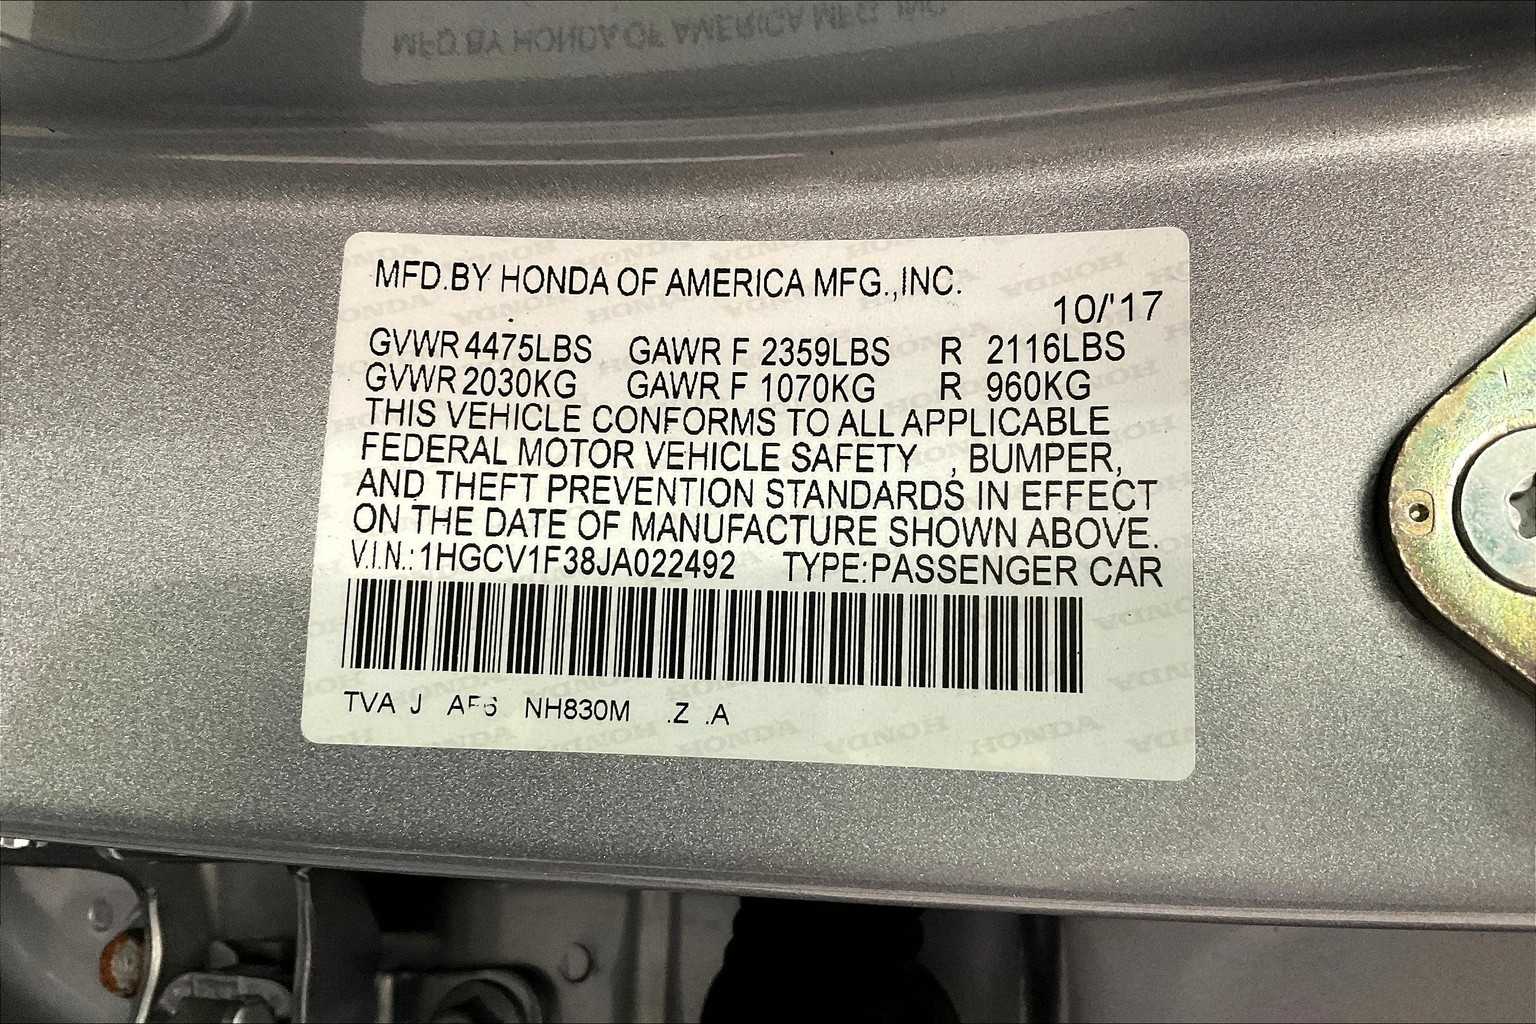 MFD.BY HONDA OF AMERICA MFG.,INC.
10/'17
GVWR 4475LBS GAWR F 2359LBS R 2116LBS
GVWR 2030KG GAWR F 1070KG R 960KG
THIS VEHICLE CONFORMS TO ALL APPLICABLE
FEDERAL MOTOR VEHICLE SAFETY , BUMPER,
AND THEFT PREVENTION STANDARDS IN EFFECT
ON THE DATE OF MANUFACTURE SHOWN ABOVE.
V.I.N.: 1HGCV1F38JA022492 TYPE:PASSENGER CAR
TVA J NH830M .Z .A